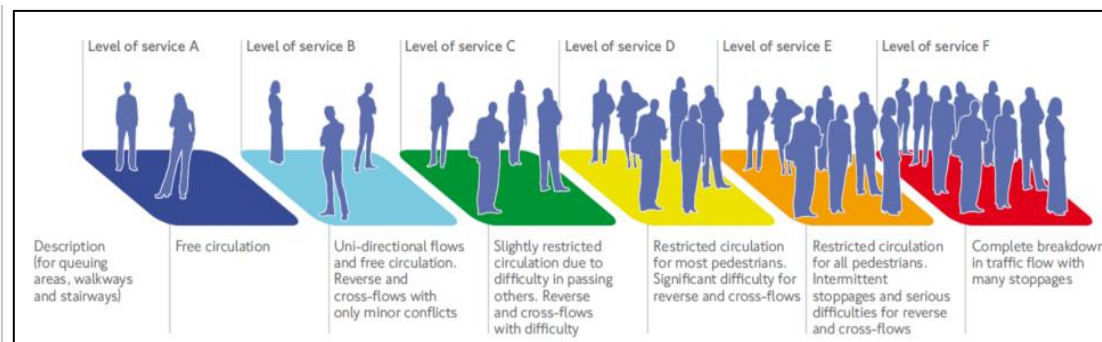 Level of service A
Level of service B
Level of service C
Level of service D
Level of service E
Level of service F
Description
(for queuing
areas, walkways
and stairways)
Free circulation
Uni-directional flows
and free circulation.
Reverse and
cross-flows with
only minor conflicts
Slightly restricted
circulation due to
difficulty in passing
others. Reverse
and cross-flows
with difficulty
Restricted circulation
for most pedestrians.
Significant difficulty for
reverse and cross-flows
Restricted circulation
for all pedestrians.
Intermittent
stoppages and serious
difficulties for reverse
and cross-flows
Complete breakdown
in traffic flow with
many stoppages